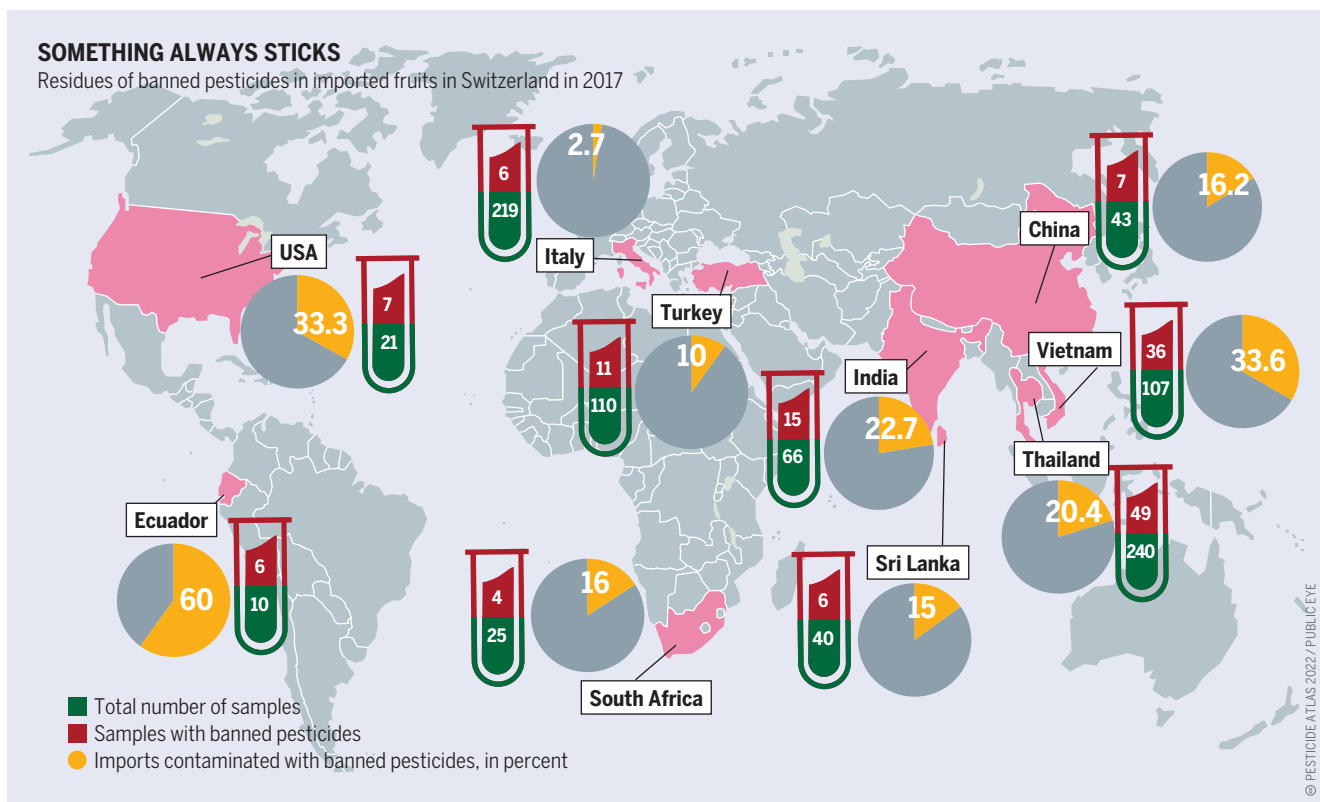 SOMETHING ALWAYS STICKS
Residues of banned pesticides in imported fruits in Switzerland in 2017
USA
33.3
7
21
6
219
2.7
Italy
Turkey
11
110
10
China
7
43
16.2
India
15
66
22.7
Vietnam
36
107
33.6
Thailand
20.4
49
240
Ecuador
60
6
10
4
25
16
South Africa
Sri Lanka
6
40
15
Total number of samples
Samples with banned pesticides
Imports contaminated with banned pesticides, in percent
PESTICIDE ATLAS 2022 / PUBLIC EYE